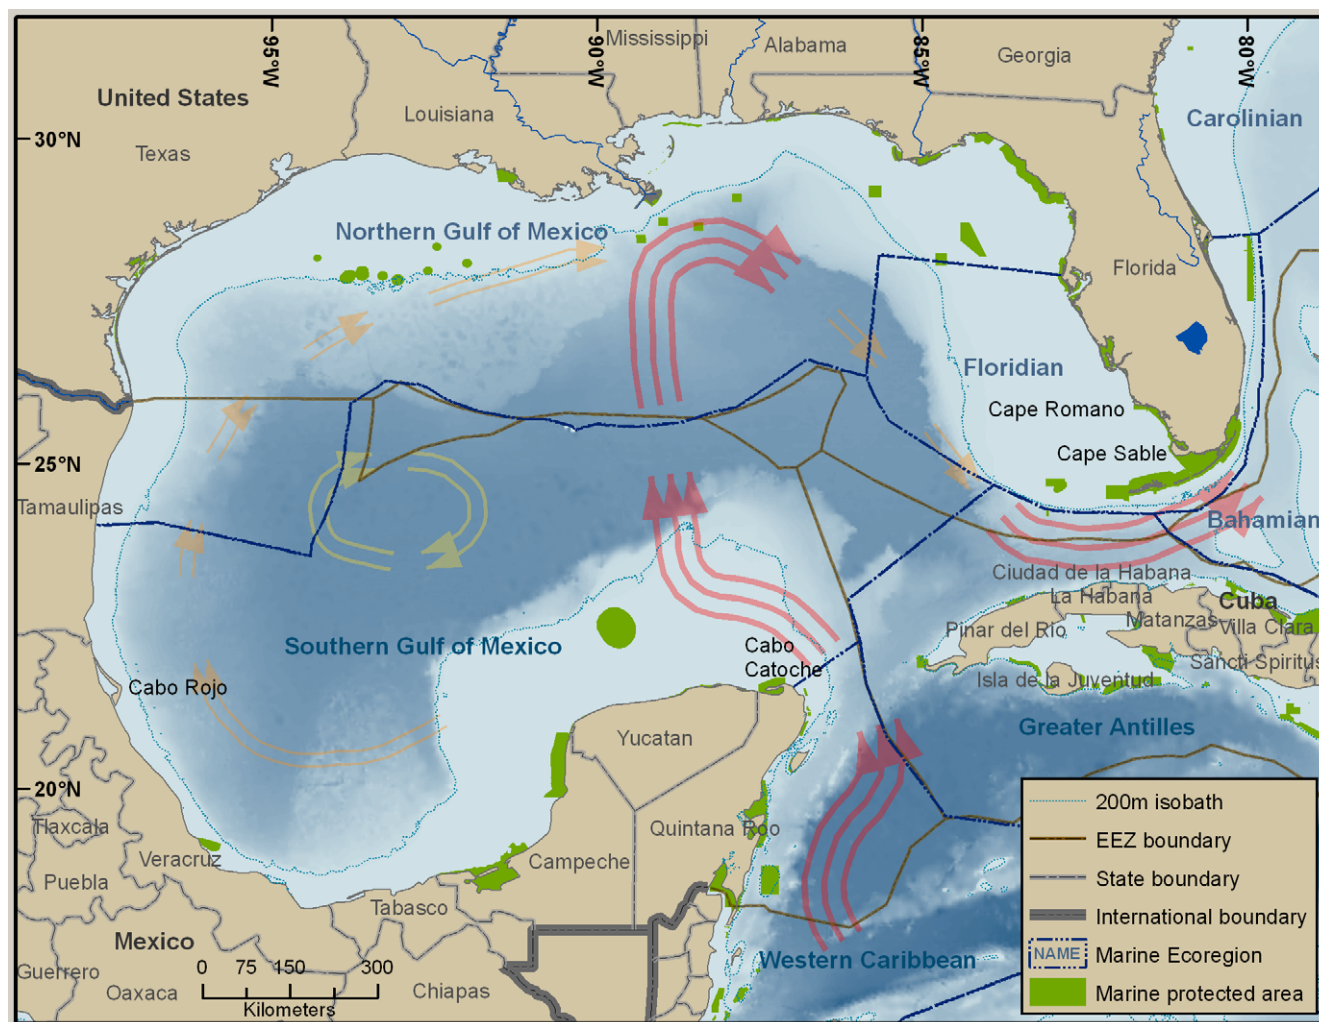 95°W
90°W
85°W
80°W
Mississippi
Alabama
Georgia
United States
Louisiana
Carolinian
30°N
Texas
Northern Gulf of Mexico
Florida
Floridian
Cape Romano
Cape Sable
25°N
Tamaulipas
Bahamian
Ciudad de la Habana
La Habana
Cuba
Matanzas
Villa Clara
Pinar del Rio
Southern Gulf of Mexico
Cabo
Catoche
Sancti Spiritus
Isla de la Juventud
Cabo Rojo
Greater Antilles
Yucatan
20°N
Tlaxcala
Quintana Roo
Veracruz
Campeche
Puebla
Tabasco
Mexico
Western Caribbean
Guerrero
Oaxaca
Chiapas
0 75 150 300
Kilometers
200m isobath
EEZ boundary
State boundary
International boundary
NAME Marine Ecoregion
Marine protected area